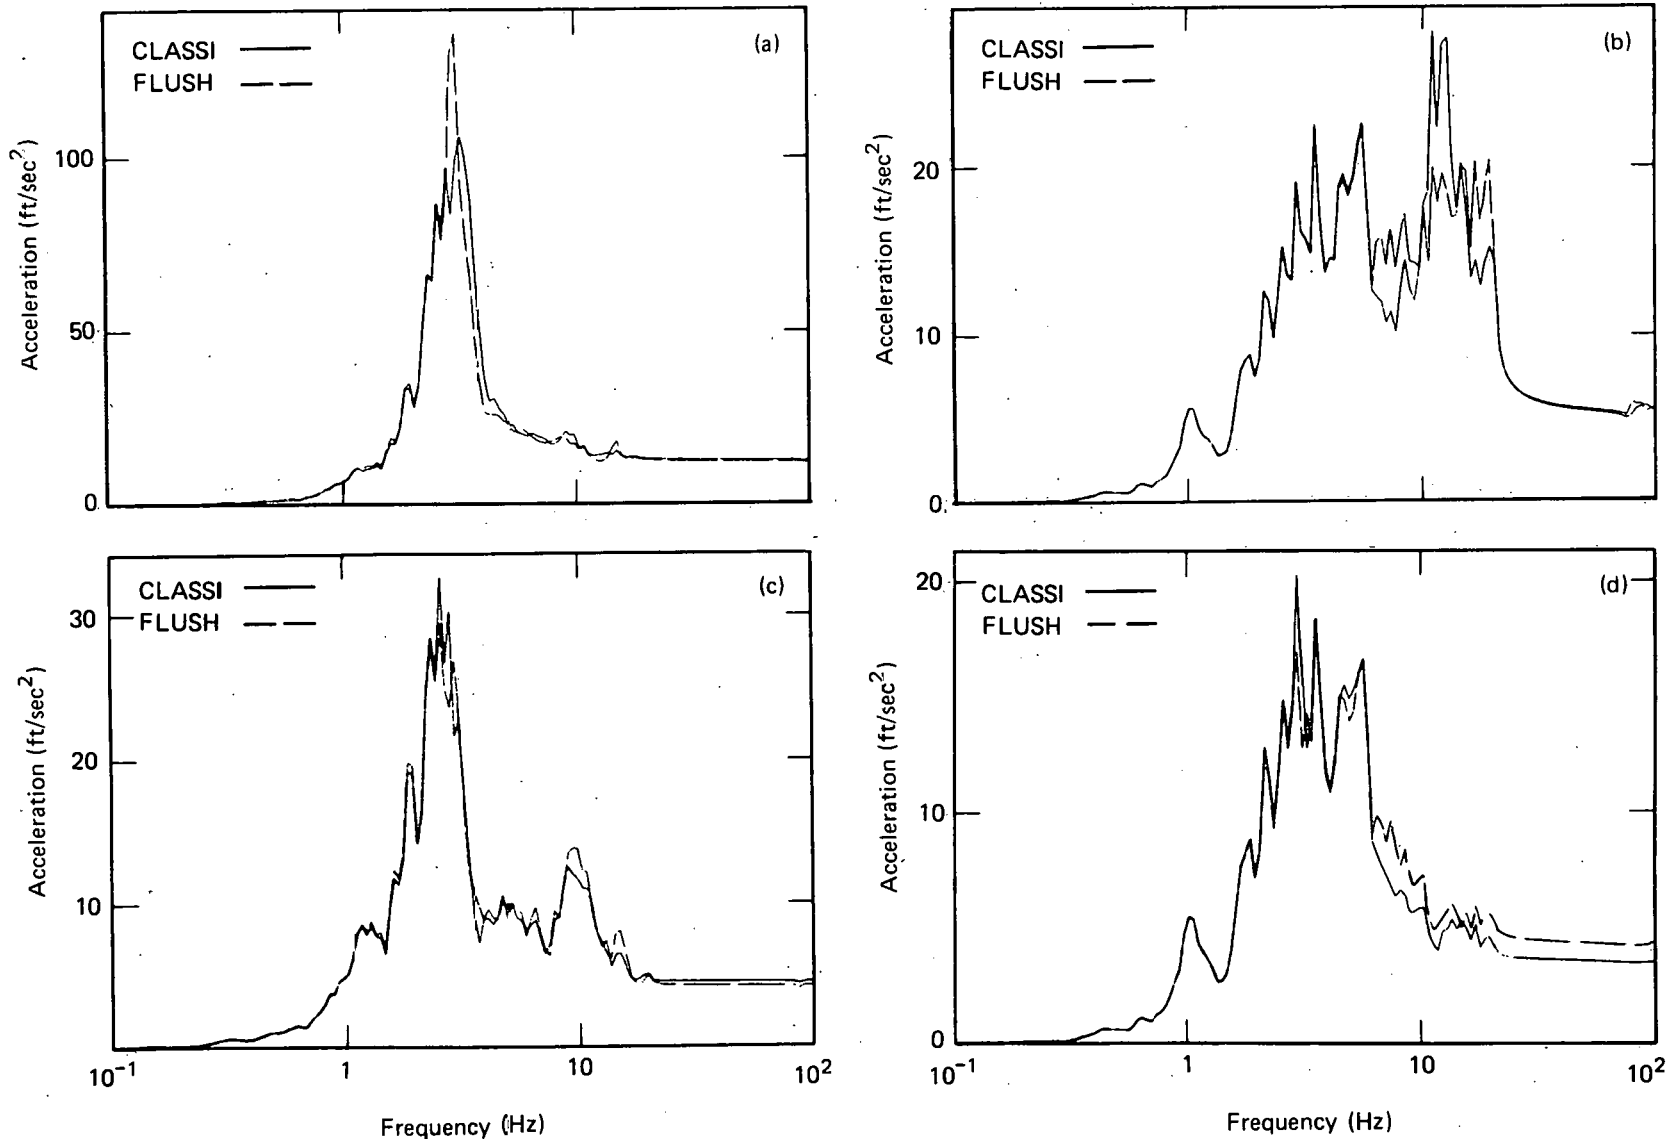 CLASSI
FLUSH
(a)
Acceleration (ft/sec²)
100
50
0
CLASSI
FLUSH
(b)
Acceleration (ft/sec²)
20
10
0
CLASSI
FLUSH
(c)
Acceleration (ft/sec²)
30
20
10
10⁻¹
1
10
10²
Frequency (Hz)
CLASSI
FLUSH
(d)
Acceleration (ft/sec²)
20
10
0
10⁻¹
1
10
10²
Frequency (Hz)